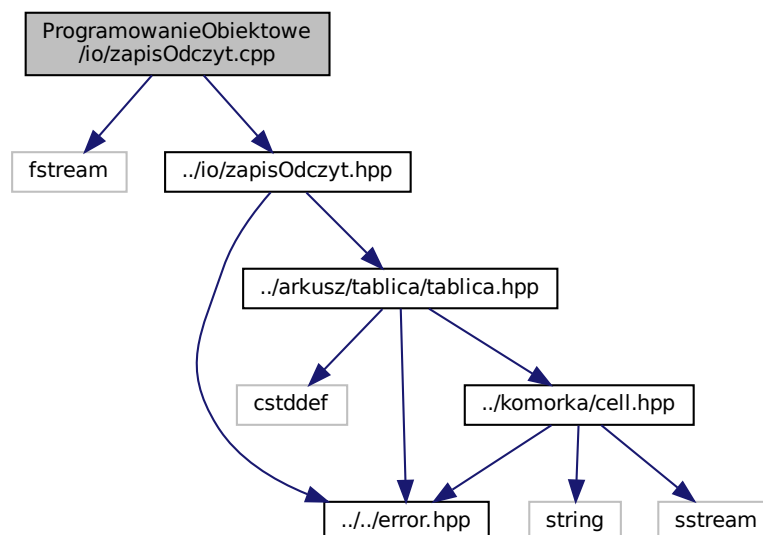 ProgramowanieObiektowe
/io/zapisOdczyt.cpp
fstream
../io/zapisOdczyt.hpp
../arkusz/tablica/tablica.hpp
cstddef
../komorka/cell.hpp
../../error.hpp
string
sstream